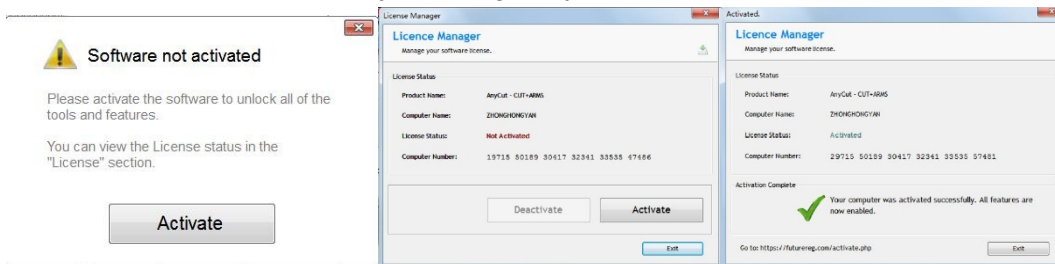 Software not activated
Please activate the software to unlock all of the
tools and features.
You can view the License status in the
"License" section.
Activate
License Manager
Licence Manager
Manage your software license.
License Status
Product Name: AnyCut - CUT+ARMS
Computer Name: ZHONGHONGYAN
License Status: Not Activated
Computer Number: 19715 50189 30417 32341 33535 47486
Deactivate Activate
Exit
Activated.
Licence Manager
Manage your software license.
License Status
Product Name: AnyCut - CUT+ARMS
Computer Name: ZHONGHONGYAN
License Status: Activated
Computer Number: 29715 50189 30417 32341 33535 57481
Activation Complete
Your computer was activated successfully. All features are
now enabled.
Go to: https://futurereg.com/activate.php Exit